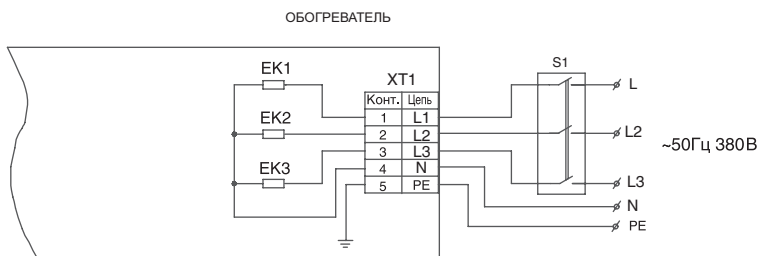 ОБОГРЕВАТЕЛЬ
S1
EK1
XT1
L
Конт. Цепь
1 L1
EK2
2 L2
L2
~50Гц 380В
3 L3
EK3
4 N
L3
5 PE
N
PE